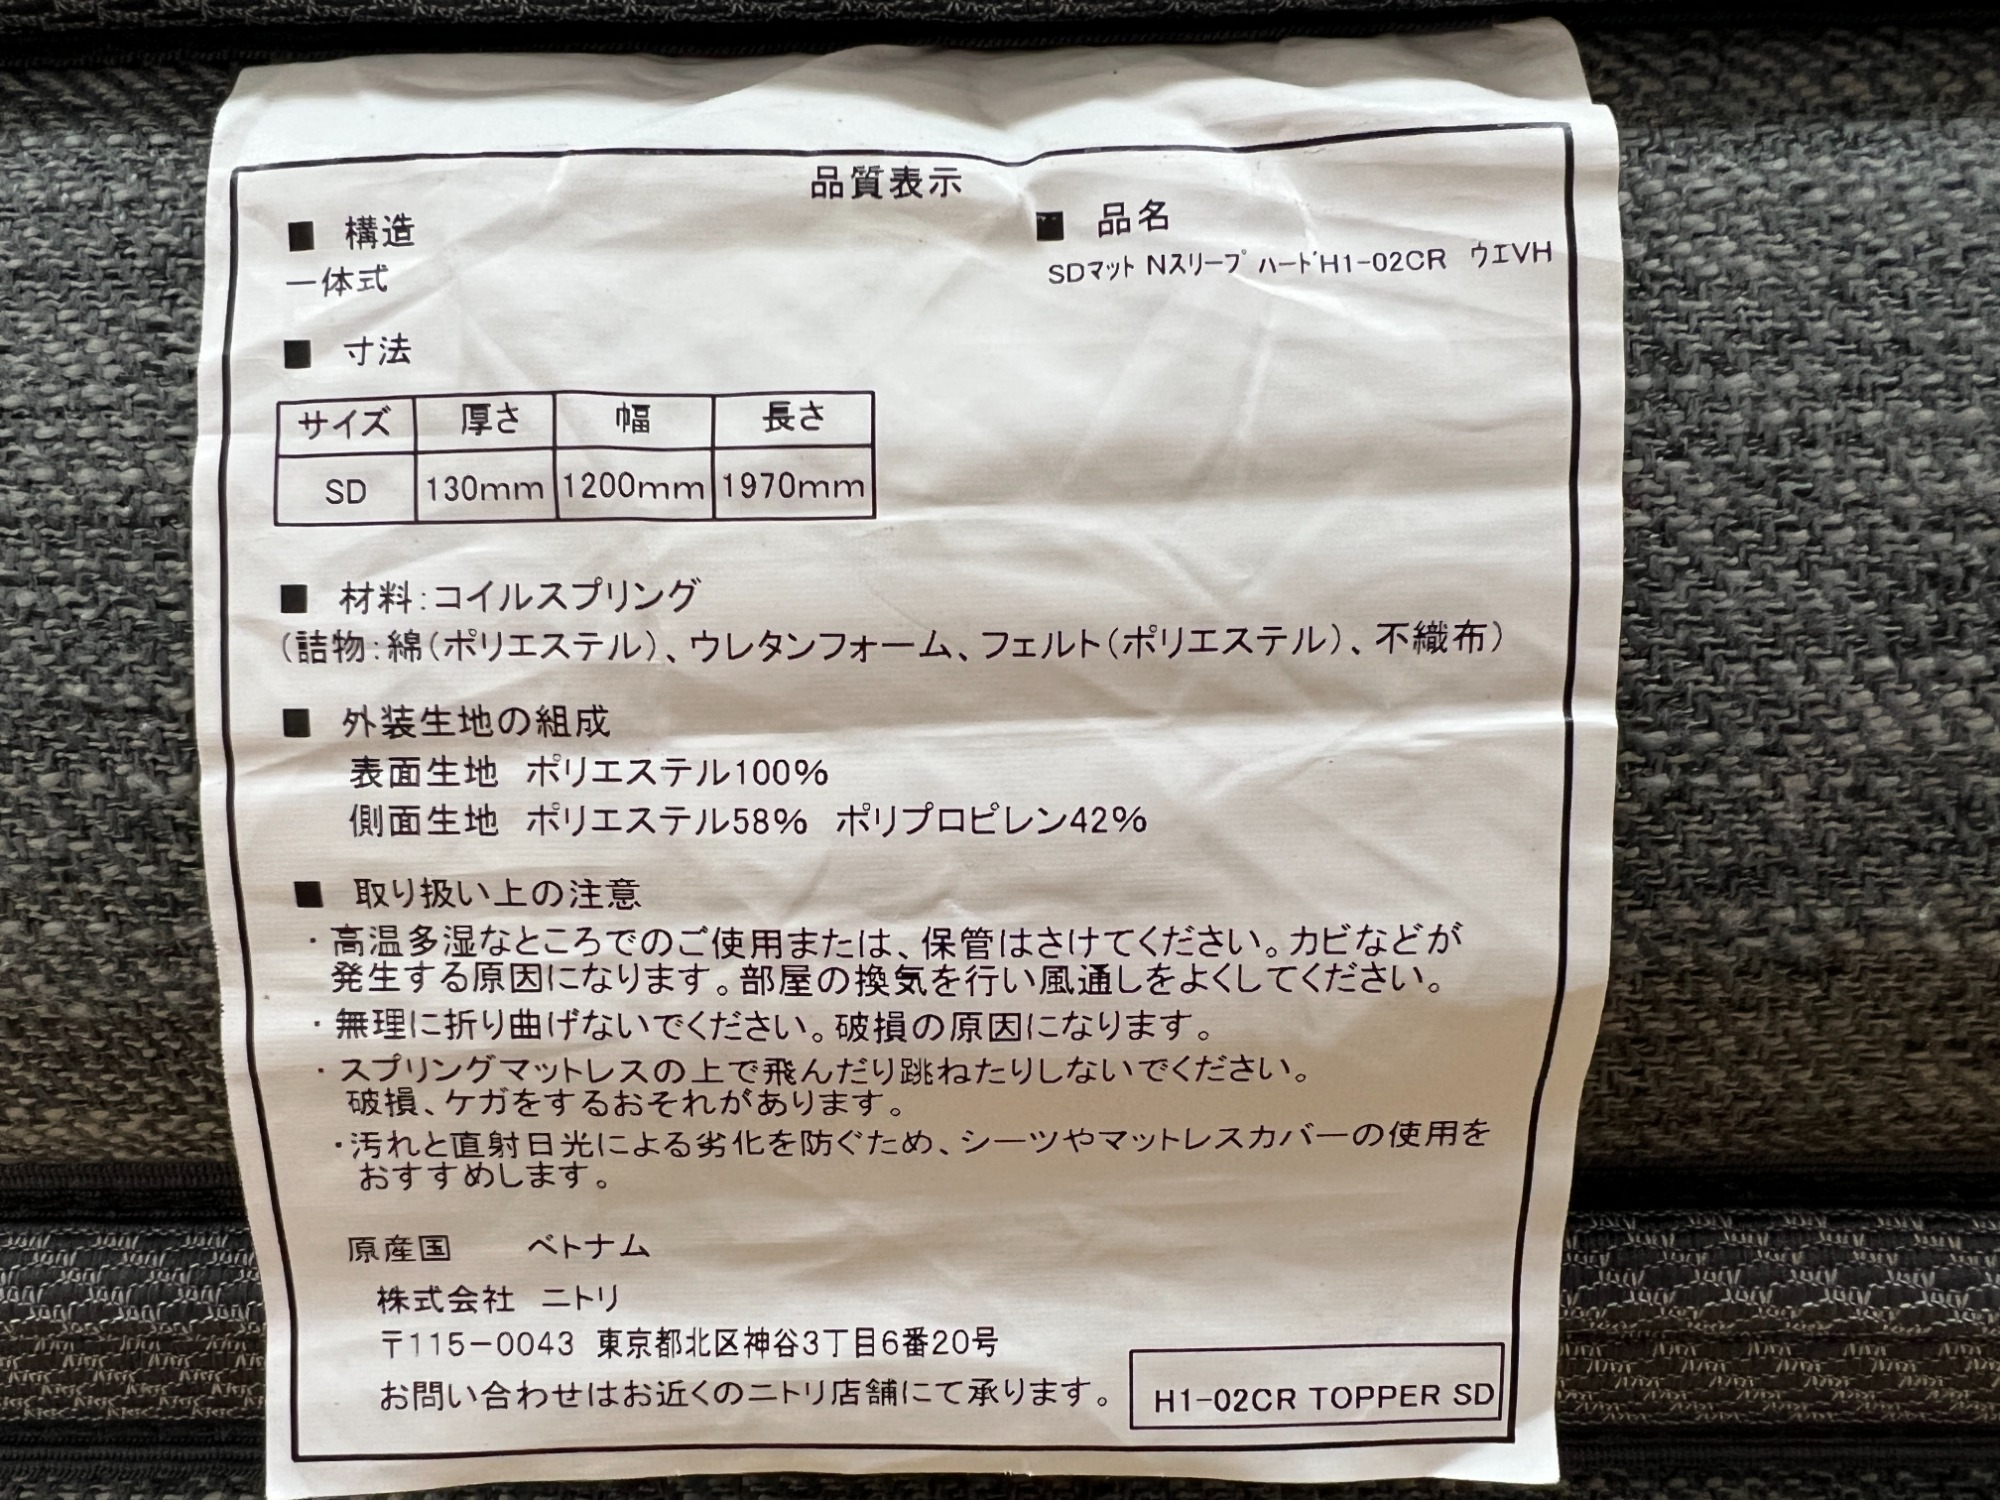 品質表示
■ 構造
一体式
■ 品名
SDマット Nスリープ ハードH1-02CR ウエVH
■ 寸法
サイズ 厚さ 幅 長さ
SD 130mm 1200mm 1970mm
■ 材料:コイルスプリング
(詰物:綿(ポリエステル)、ウレタンフォーム、フェルト(ポリエステル)、不織布)
■ 外装生地の組成
表面生地 ポリエステル100%
側面生地 ポリエステル58% ポリプロピレン42%
■ 取り扱い上の注意
・高温多湿なところでのご使用または、保管はさけてください。カビなどが
発生する原因になります。部屋の換気を行い風通しをよくしてください。
・無理に折り曲げないでください。破損の原因になります。
・スプリングマットレスの上で飛んだり跳ねたりしないでください。
破損、ケガをするおそれがあります。
・汚れと直射日光による劣化を防ぐため、シーツやマットレスカバーの使用を
おすすめします。
原産国 ベトナム
株式会社 ニトリ
〒115-0043 東京都北区神谷3丁目6番20号
お問い合わせはお近くのニトリ店舗にて承ります。
H1-02CR TOPPER SD